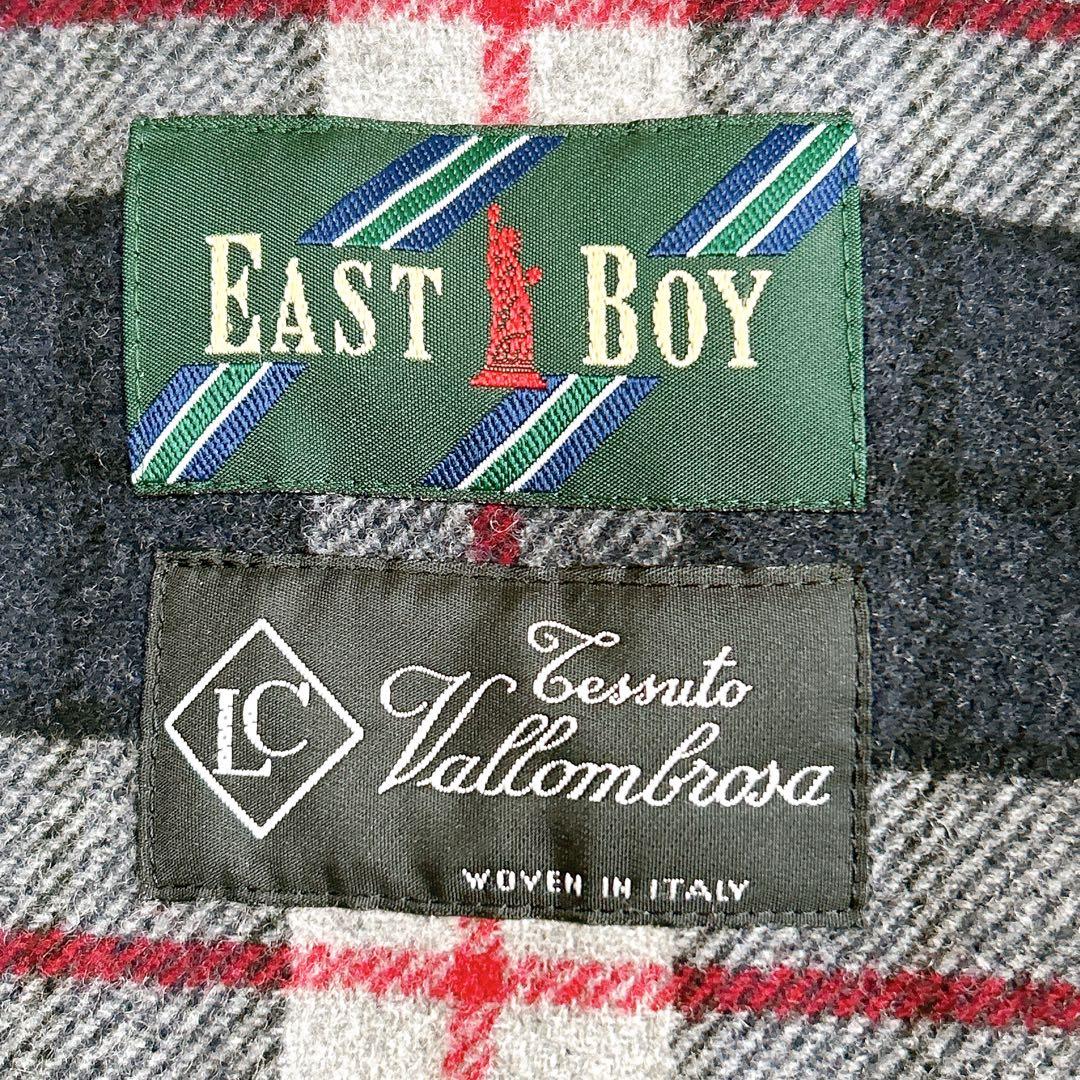 EAST BOY
LC
Tessuto
Vallombrosa
WOVEN IN ITALY